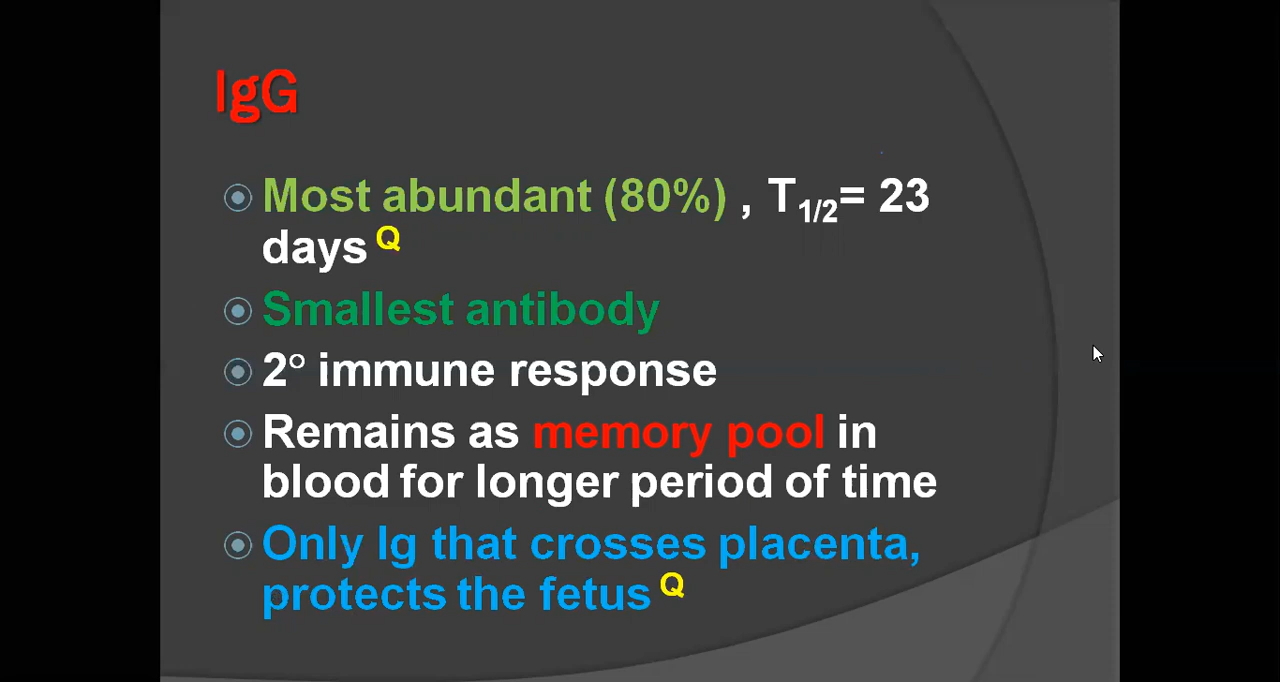 IgG
Most abundant (80%) , T1/2= 23
days Q
Smallest antibody
2° immune response
Remains as memory pool in
blood for longer period of time
Only Ig that crosses placenta,
protects the fetus Q